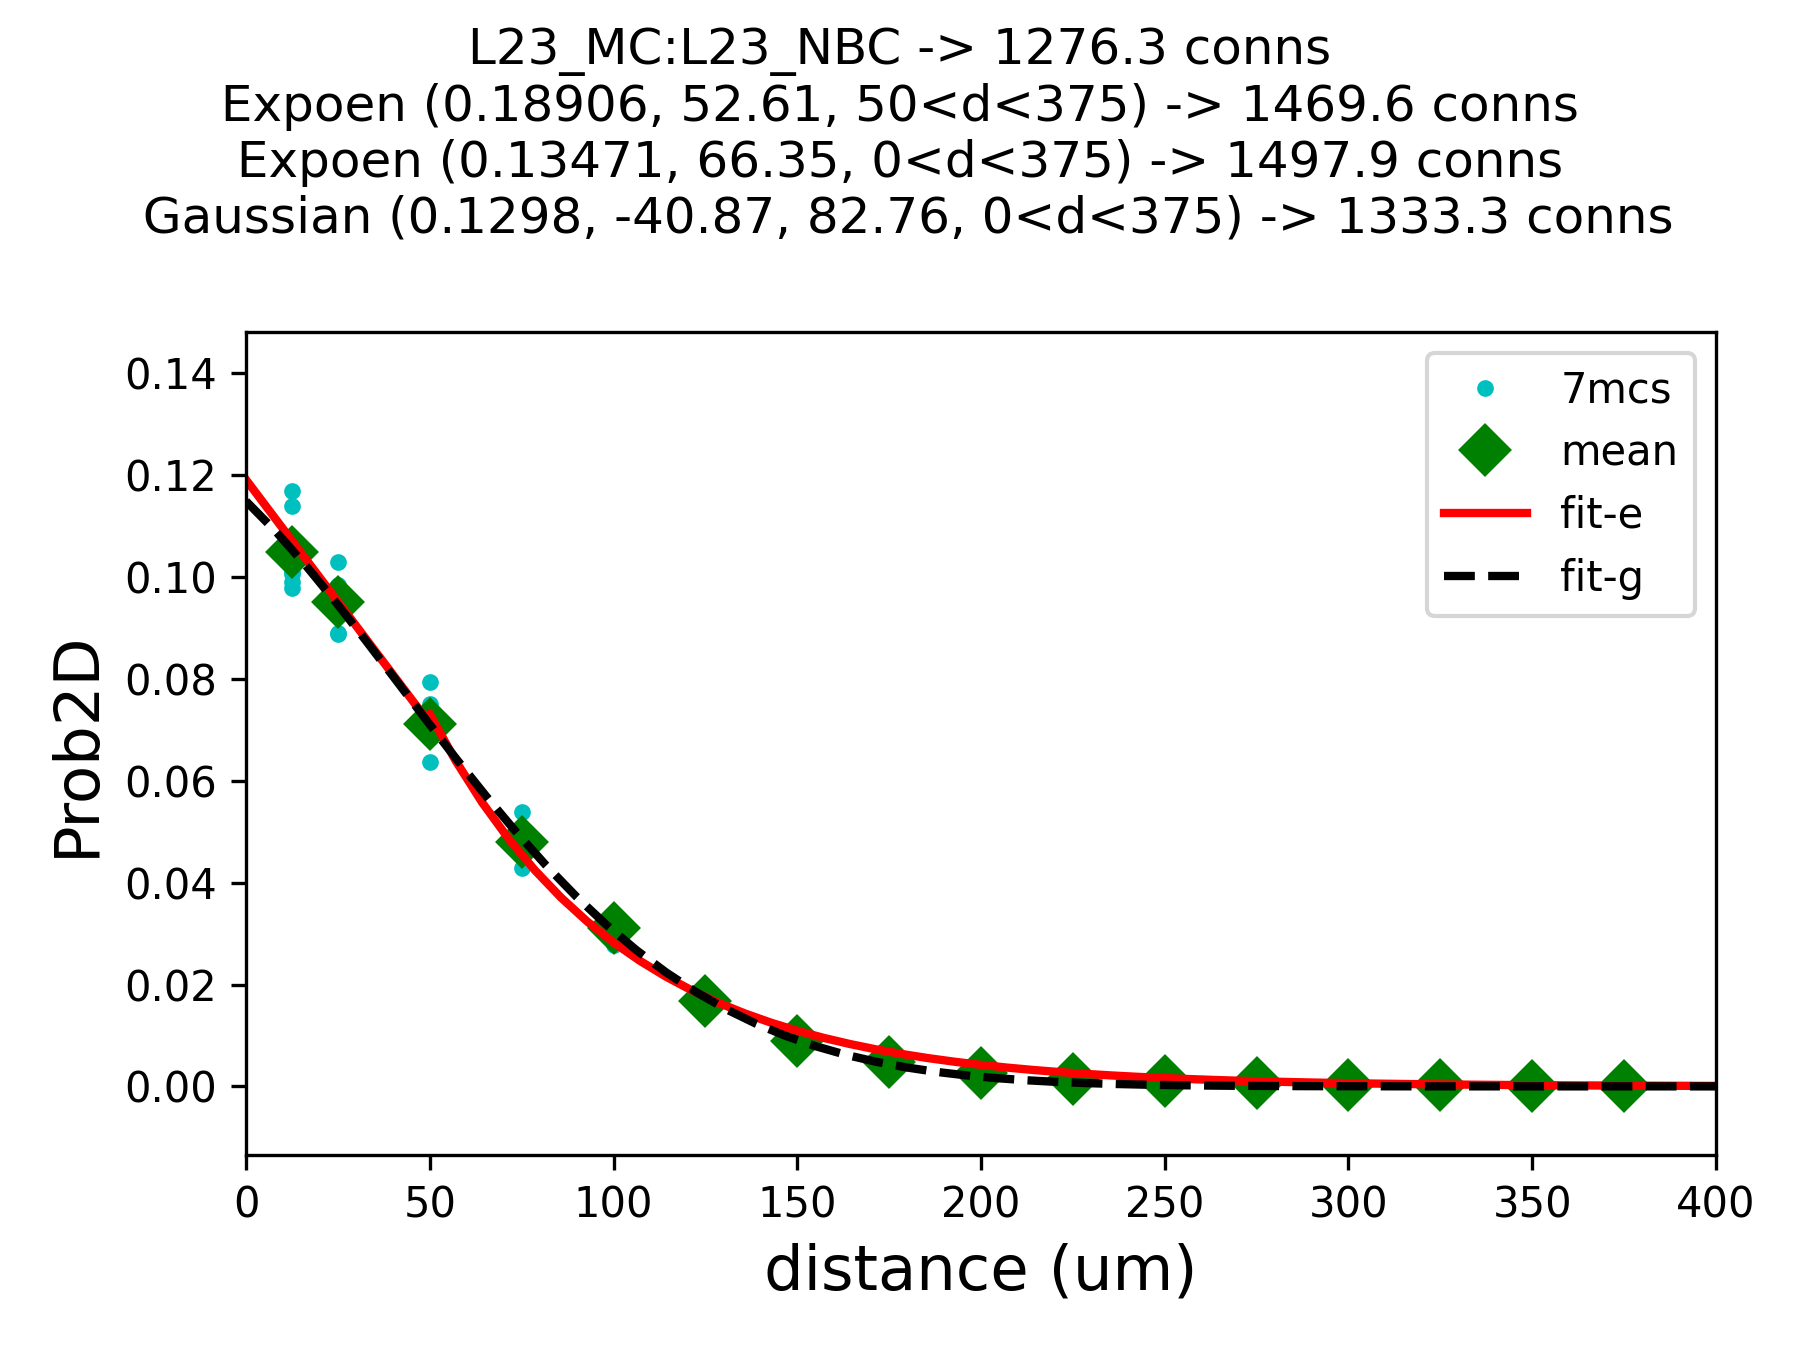 L23_MC:L23_NBC -> 1276.3 conns
Expoen (0.18906, 52.61, 50<d<375) -> 1469.6 conns
Expoen (0.13471, 66.35, 0<d<375) -> 1497.9 conns
Gaussian (0.1298, -40.87, 82.76, 0<d<375) -> 1333.3 conns
7mcs
mean
fit-e
fit-g
Prob2D
0.14
0.12
0.10
0.08
0.06
0.04
0.02
0.00
0 50 100 150 200 250 300 350 400
distance (um)